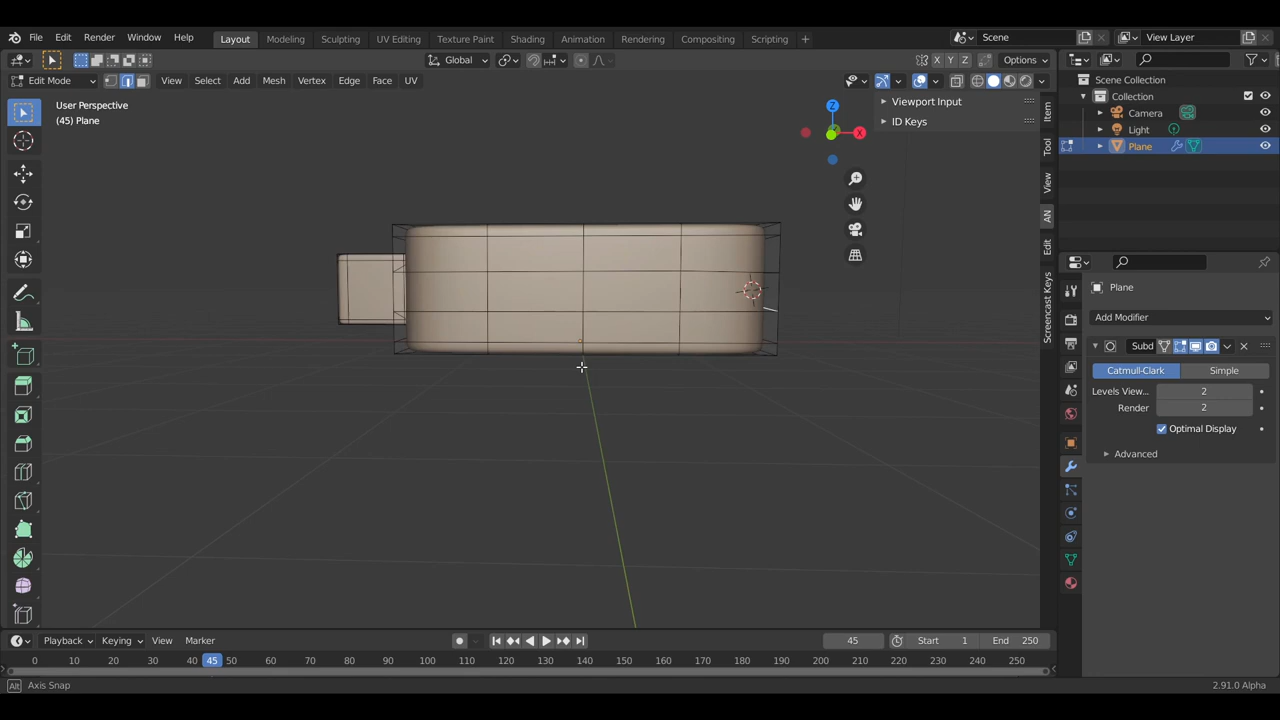 File Edit Render Window Help
Layout Modeling Sculpting UV Editing Texture Paint Shading Animation Rendering Compositing Scripting +
Scene
View Layer
Global
X Y Z
Options
Edit Mode
View Select Add Mesh Vertex Edge Face UV
User Perspective
(45) Plane
Z
X
Viewport Input
ID Keys
Item
Tool
View
AN
Edit
Screencast Keys
Scene Collection
Collection
Camera
Light
Plane
Plane
Add Modifier
Subd
Catmull-Clark Simple
Levels View... 2
Render 2
Optimal Display
Advanced
Playback Keying View Marker
45
Start 1
End 250
0 40 45 50 60 70 80 90 100 110 120 130 140 150 160 170 180 190 200 210 220 230 240 250
Alt Axis Snap
2.91.0 Alpha